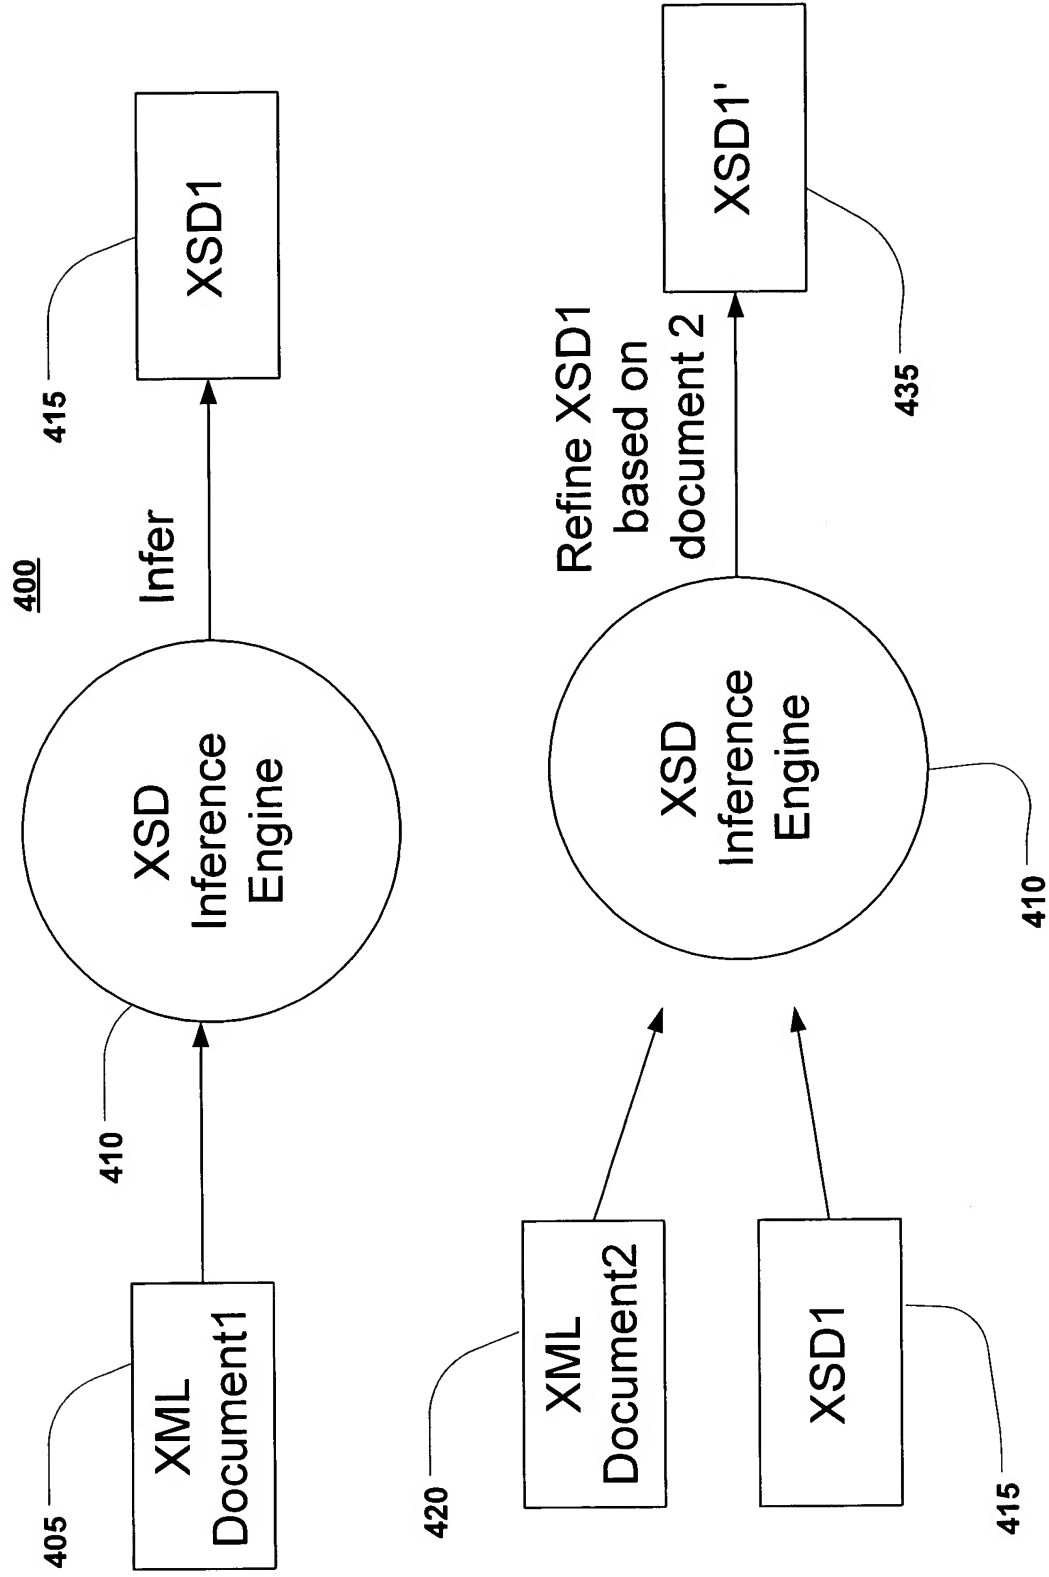 400
405
XML
Document1
410
XSD
Inference
Engine
Infer
415
XSD1
420
XML
Document2
XSD1
415
XSD
Inference
Engine
410
Refine XSD1
based on
document 2
XSD1'
435